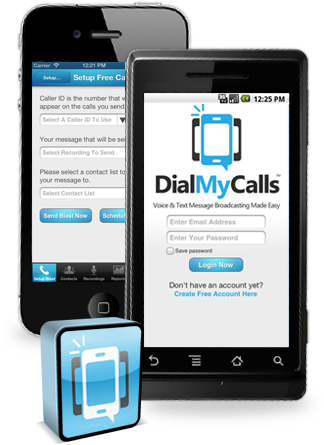 Carrier
12:21 PM
Setup...
Setup Free Cal
Caller ID is the number that w
appear on the calls you send
Select A Caller ID To Use
Your message that will be se
Select Recording To Send
Please select a contact list to
your message to.
Select Contact List
Send Blast Now
Schedul
Setup Blast
Contacts
Recordings
Reports
12:25 PM
DialMyCalls™
Voice & Text Message Broadcasting Made Easy
Enter Email Address
Enter Your Password
Save password
Login Now
Don't have an account yet?
Create Free Account Here